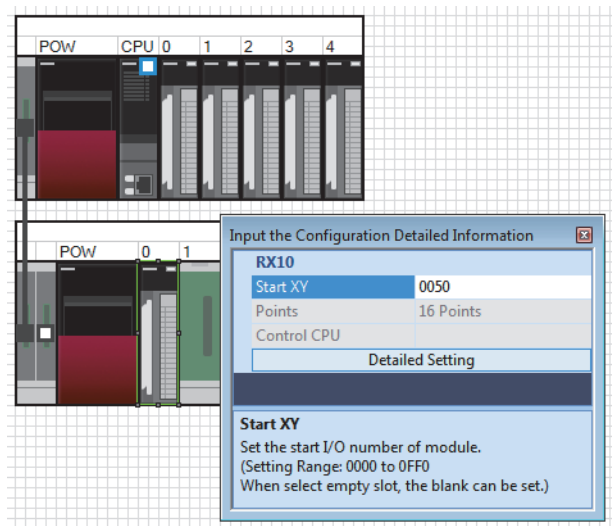 POW CPU 0 1 2 3 4
POW 0 1
Input the Configuration Detailed Information
RX10
Start XY 0050
Points 16 Points
Control CPU
Detailed Setting
Start XY
Set the start I/O number of module.
(Setting Range: 0000 to 0FF0
When select empty slot, the blank can be set.)